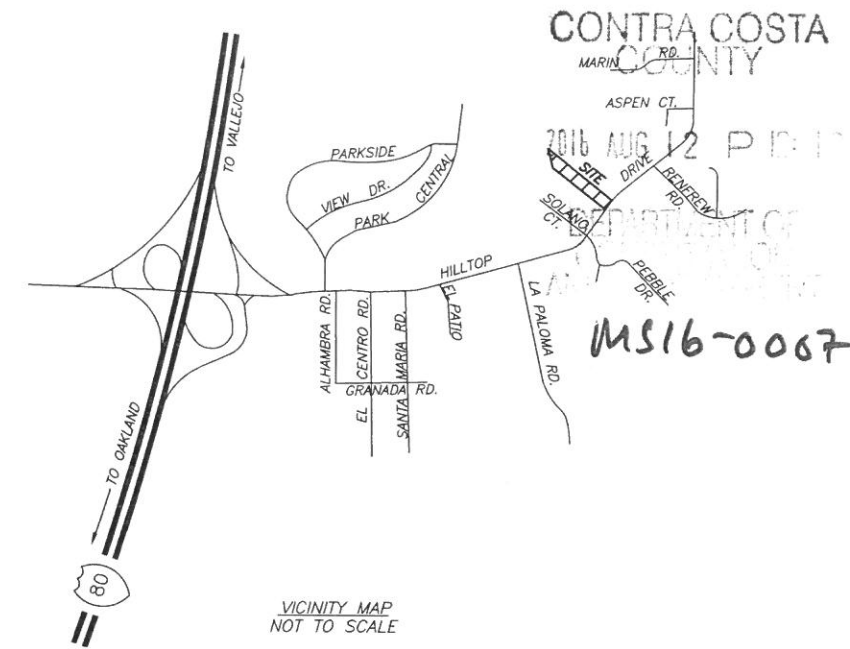 CONTRA COSTA
COUNTY
MARIN RD.
ASPEN CT.
2016 AUG 12 P
TO VALLEJO
PARKSIDE
VIEW DR.
PARK CENTRAL
SITE
DRIVE
RENFREW RD.
SOLANO CT.
DEPARTMENT OF
HILLTOP
PEBBLE DR.
EL PATIO
LA PALOMA RD.
ALHAMBRA RD.
EL CENTRO RD.
SANTA MARIA RD.
GRANADA RD.
MS16-0007
TO OAKLAND
80
VICINITY MAP
NOT TO SCALE